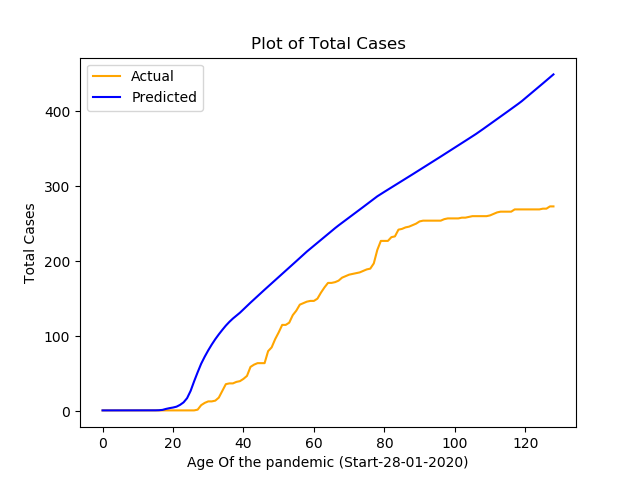 Plot of Total Cases
Actual
Predicted
Total Cases
400
300
200
100
0
0 20 40 60 80 100 120
Age Of the pandemic (Start-28-01-2020)